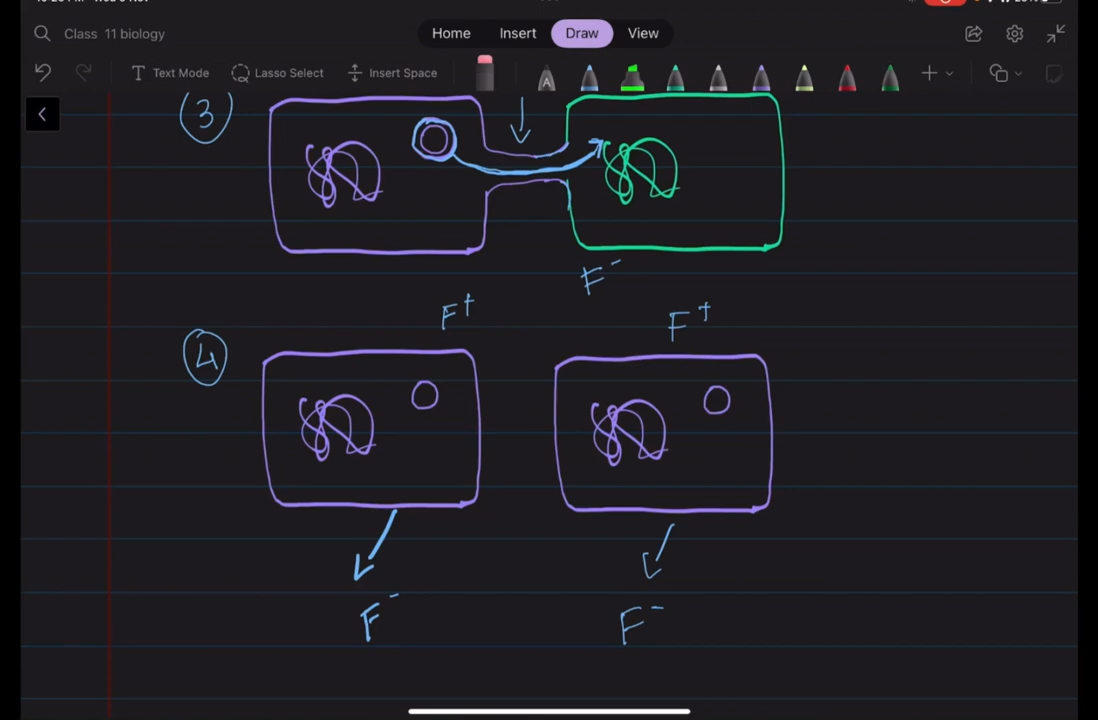 Class 11 biology
Home Insert Draw View
Text Mode Lasso Select Insert Space A
3
F-
F+ F+
4
F- F-